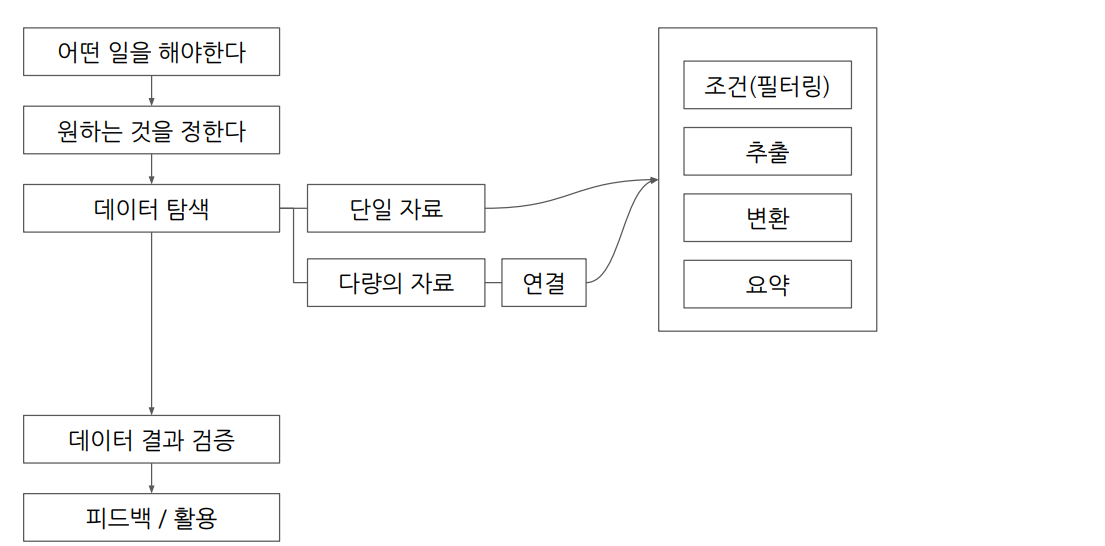 어떤 일을 해야한다
원하는 것을 정한다
데이터 탐색
단일 자료
다량의 자료
연결
조건(필터링)
추출
변환
요약
데이터 결과 검증
피드백 / 활용